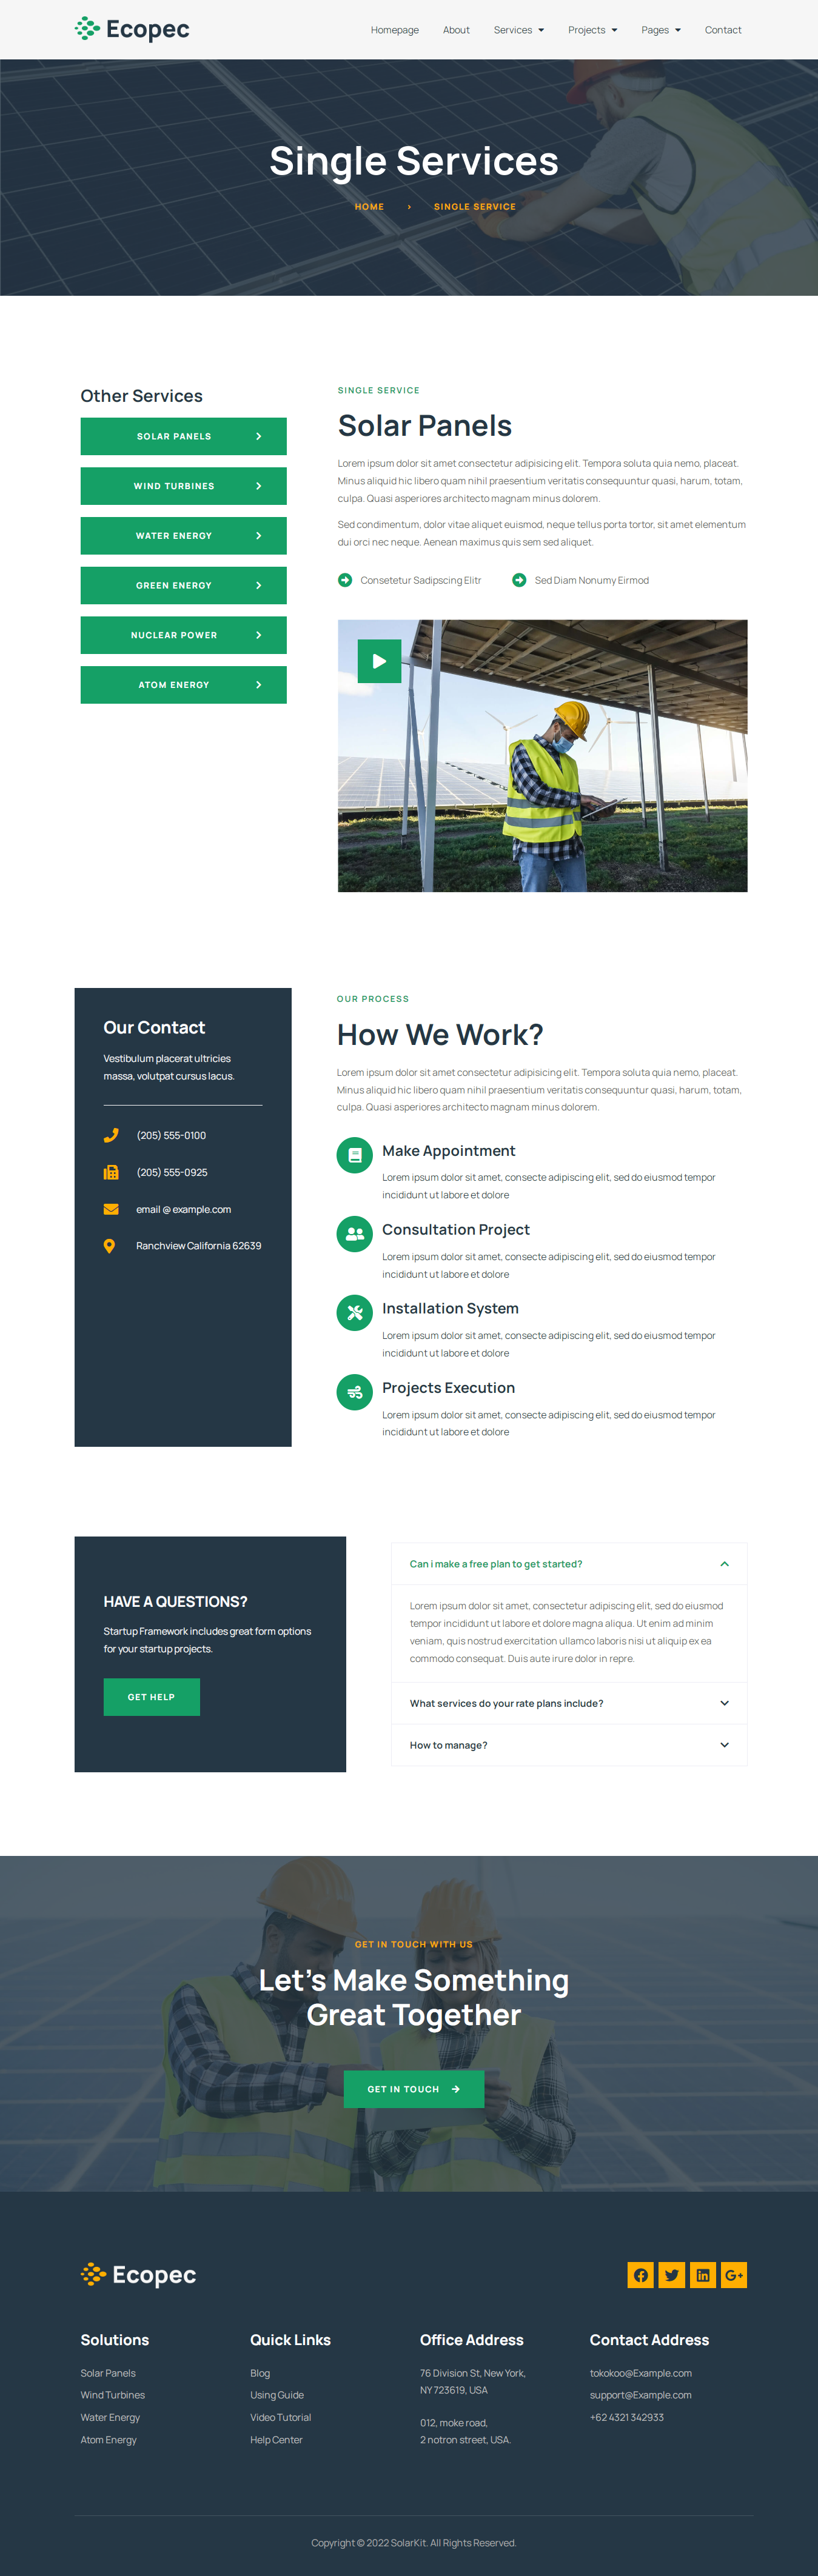 Ecopec
Homepage About Services Projects Pages Contact
Single Services
HOME > SINGLE SERVICE
Other Services
SOLAR PANELS
WIND TURBINES
WATER ENERGY
GREEN ENERGY
NUCLEAR POWER
ATOM ENERGY
SINGLE SERVICE
Solar Panels
Lorem ipsum dolor sit amet consectetur adipisicing elit. Tempora soluta quia nemo, placeat.
Minus aliquid hic libero quam nihil praesentium veritatis consequuntur quasi, harum, totam,
culpa. Quasi asperiores architecto magnam minus dolorem.
Sed condimentum, dolor vitae aliquet euismod, neque tellus porta tortor, sit amet elementum
dui orci nec neque. Aenean maximus quis sem sed aliquet.
Consetetur Sadipscing Elitr
Sed Diam Nonumy Eirmod
Our Contact
Vestibulum placerat ultricies
massa, volutpat cursus lacus.
(205) 555-0100
(205) 555-0925
email @ example.com
Ranchview California 62639
OUR PROCESS
How We Work?
Lorem ipsum dolor sit amet consectetur adipisicing elit. Tempora soluta quia nemo, placeat.
Minus aliquid hic libero quam nihil praesentium veritatis consequuntur quasi, harum, totam,
culpa. Quasi asperiores architecto magnam minus dolorem.
Make Appointment
Lorem ipsum dolor sit amet, consecte adipiscing elit, sed do eiusmod tempor
incididunt ut labore et dolore
Consultation Project
Lorem ipsum dolor sit amet, consecte adipiscing elit, sed do eiusmod tempor
incididunt ut labore et dolore
Installation System
Lorem ipsum dolor sit amet, consecte adipiscing elit, sed do eiusmod tempor
incididunt ut labore et dolore
Projects Execution
Lorem ipsum dolor sit amet, consecte adipiscing elit, sed do eiusmod tempor
incididunt ut labore et dolore
HAVE A QUESTIONS?
Startup Framework includes great form options
for your startup projects.
GET HELP
Can i make a free plan to get started?
Lorem ipsum dolor sit amet, consectetur adipiscing elit, sed do eiusmod
tempor incididunt ut labore et dolore magna aliqua. Ut enim ad minim
veniam, quis nostrud exercitation ullamco laboris nisi ut aliquip ex ea
commodo consequat. Duis aute irure dolor in repre.
What services do your rate plans include?
How to manage?
GET IN TOUCH WITH US
Let's Make Something
Great Together
GET IN TOUCH
Ecopec
Solutions
Solar Panels
Wind Turbines
Water Energy
Atom Energy
Quick Links
Blog
Using Guide
Video Tutorial
Help Center
Office Address
76 Division St, New York,
NY 723619, USA
012, moke road,
2 notron street, USA.
Contact Address
tokokoo@Example.com
support@Example.com
+62 4321 342933
Copyright © 2022 SolarKit. All Rights Reserved.